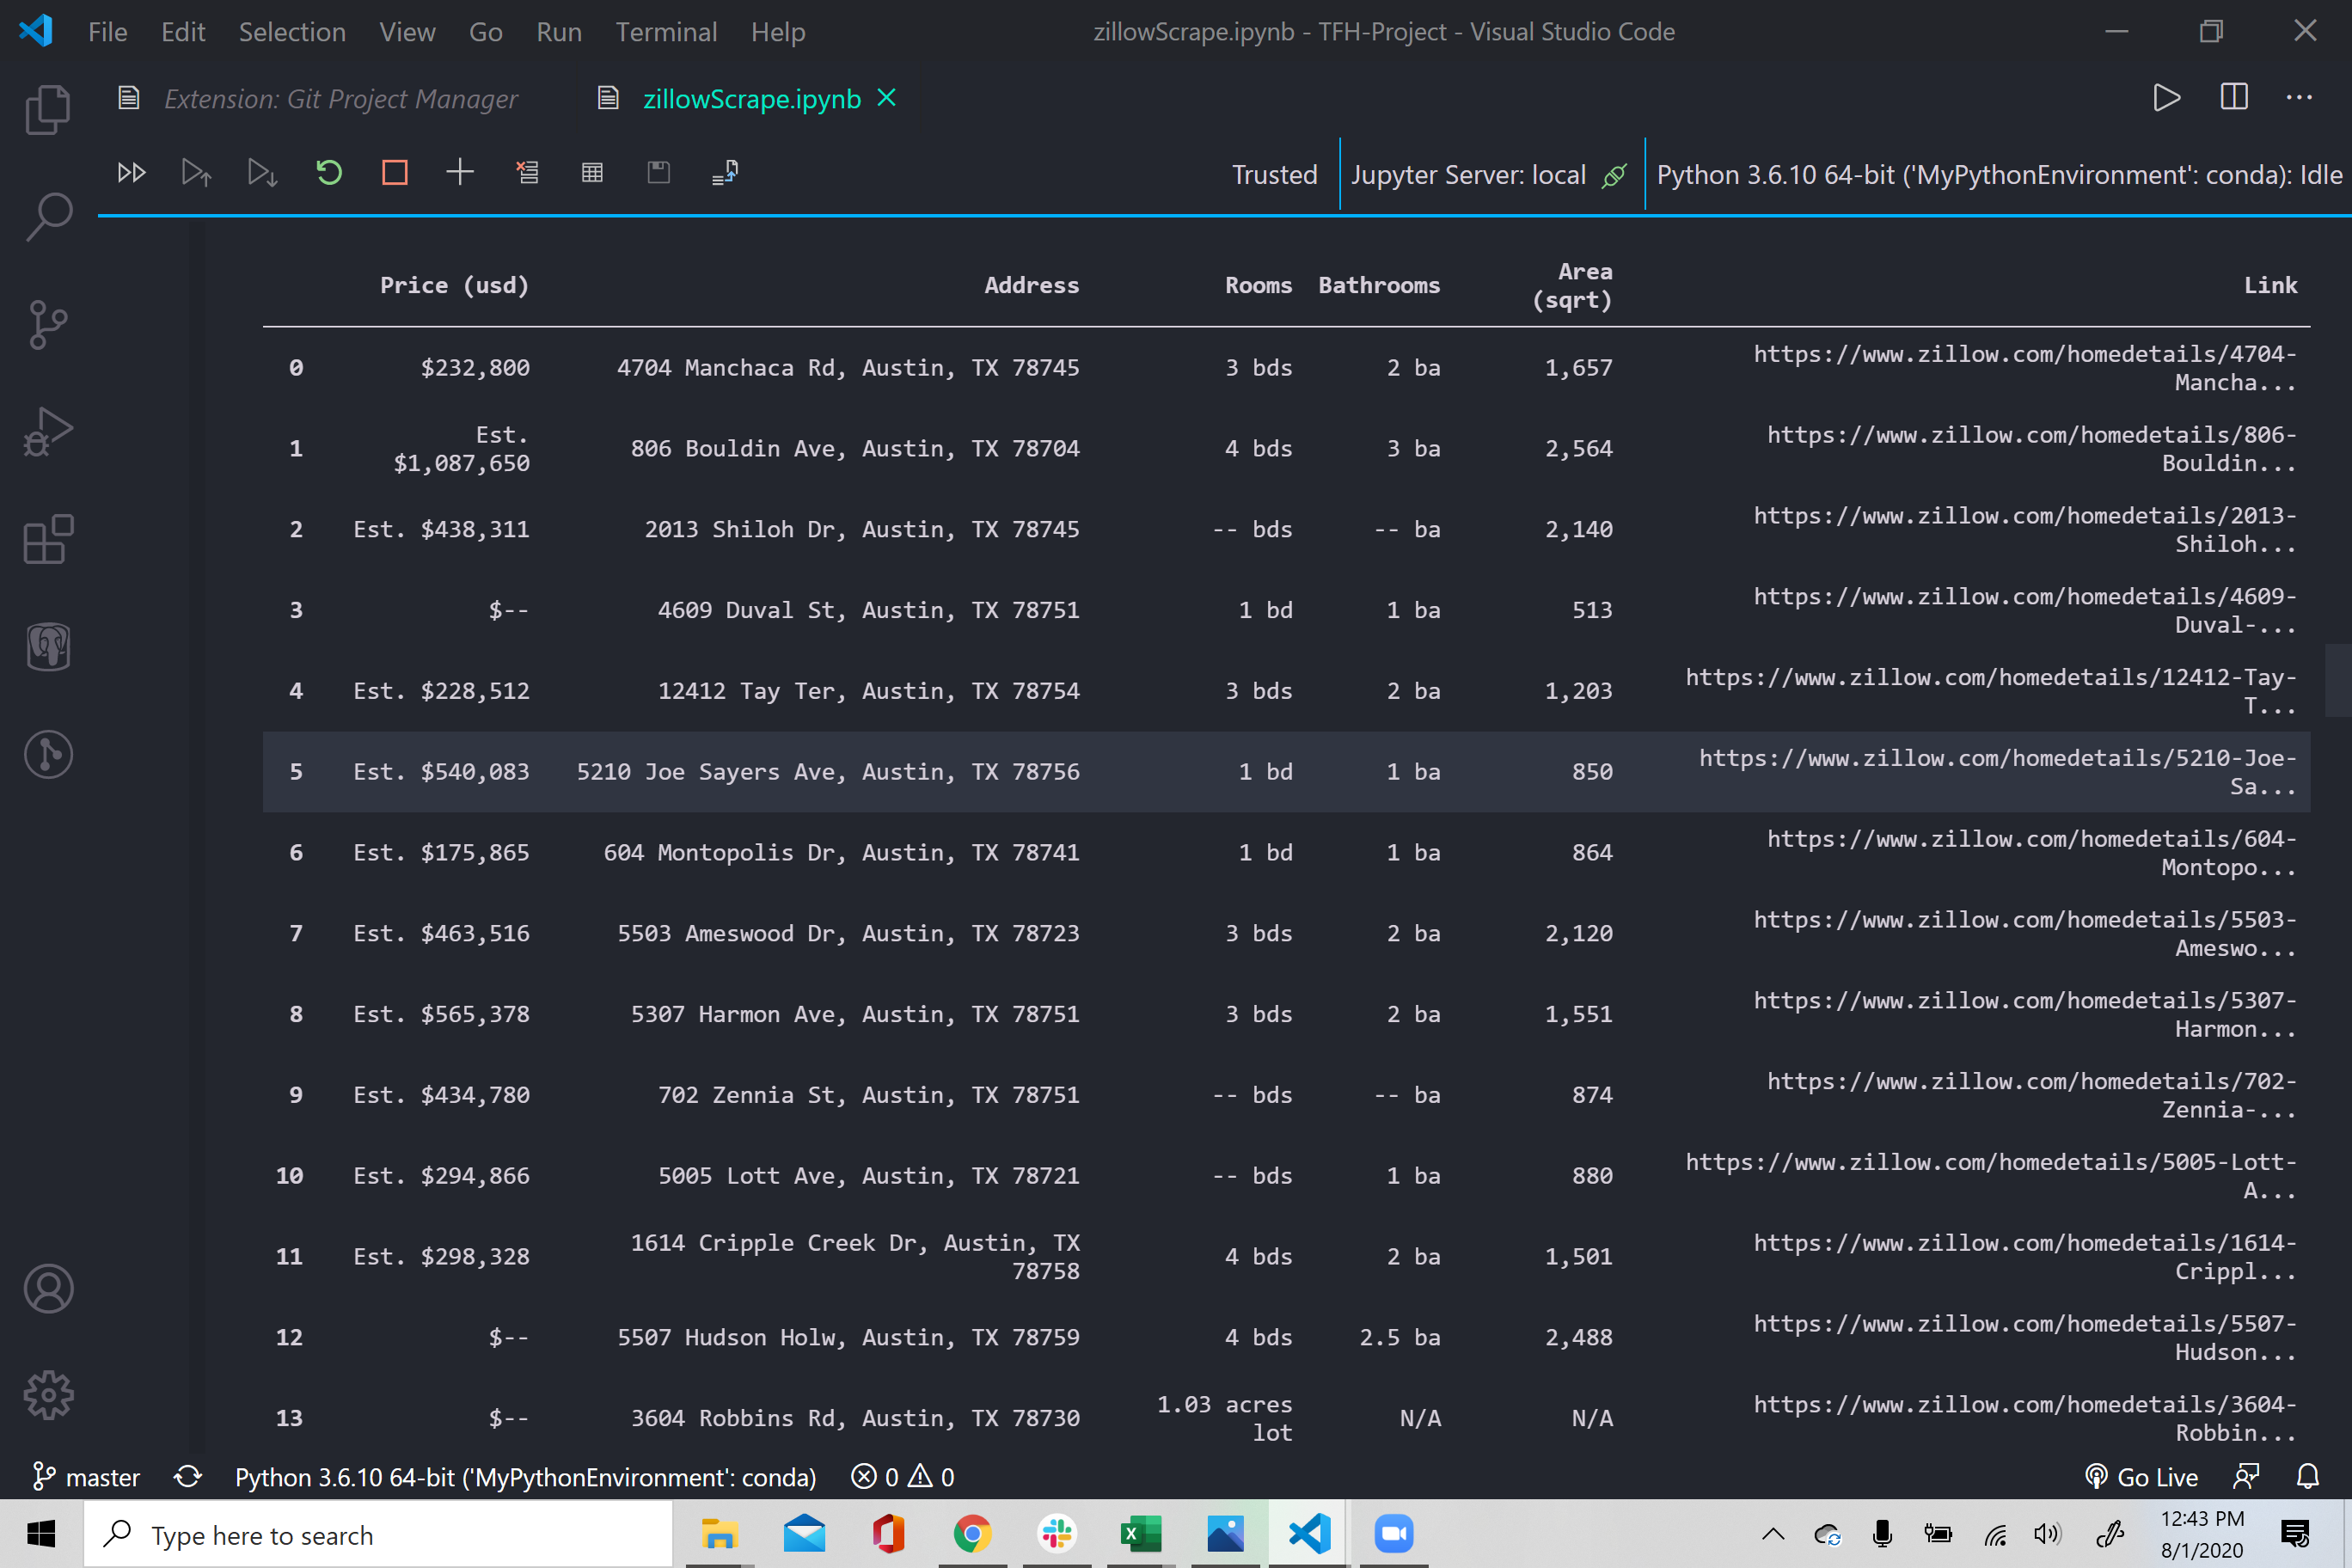 File Edit Selection View Go Run Terminal Help zillowScrape.ipynb - TFH-Project - Visual Studio Code
Extension: Git Project Manager zillowScrape.ipynb
Trusted Jupyter Server: local Python 3.6.10 64-bit ('MyPythonEnvironment': conda): Idle
Price (usd) Address Rooms Bathrooms Area (sqrt) Link
0 $232,800 4704 Manchaca Rd, Austin, TX 78745 3 bds 2 ba 1,657 https://www.zillow.com/homedetails/4704-Mancha...
1 Est. $1,087,650 806 Bouldin Ave, Austin, TX 78704 4 bds 3 ba 2,564 https://www.zillow.com/homedetails/806-Bouldin...
2 Est. $438,311 2013 Shiloh Dr, Austin, TX 78745 -- bds -- ba 2,140 https://www.zillow.com/homedetails/2013-Shiloh...
3 $-- 4609 Duval St, Austin, TX 78751 1 bd 1 ba 513 https://www.zillow.com/homedetails/4609-Duval-...
4 Est. $228,512 12412 Tay Ter, Austin, TX 78754 3 bds 2 ba 1,203 https://www.zillow.com/homedetails/12412-Tay-T...
5 Est. $540,083 5210 Joe Sayers Ave, Austin, TX 78756 1 bd 1 ba 850 https://www.zillow.com/homedetails/5210-Joe-Sa...
6 Est. $175,865 604 Montopolis Dr, Austin, TX 78741 1 bd 1 ba 864 https://www.zillow.com/homedetails/604-Montopo...
7 Est. $463,516 5503 Ameswood Dr, Austin, TX 78723 3 bds 2 ba 2,120 https://www.zillow.com/homedetails/5503-Ameswo...
8 Est. $565,378 5307 Harmon Ave, Austin, TX 78751 3 bds 2 ba 1,551 https://www.zillow.com/homedetails/5307-Harmon...
9 Est. $434,780 702 Zennia St, Austin, TX 78751 -- bds -- ba 874 https://www.zillow.com/homedetails/702-Zennia-...
10 Est. $294,866 5005 Lott Ave, Austin, TX 78721 -- bds 1 ba 880 https://www.zillow.com/homedetails/5005-Lott-A...
11 Est. $298,328 1614 Cripple Creek Dr, Austin, TX 78758 4 bds 2 ba 1,501 https://www.zillow.com/homedetails/1614-Crippl...
12 $-- 5507 Hudson Holw, Austin, TX 78759 4 bds 2.5 ba 2,488 https://www.zillow.com/homedetails/5507-Hudson...
13 $-- 3604 Robbins Rd, Austin, TX 78730 1.03 acres lot N/A N/A https://www.zillow.com/homedetails/3604-Robbin...
master Python 3.6.10 64-bit ('MyPythonEnvironment': conda) 0 0 Go Live
Type here to search
12:43 PM
8/1/2020